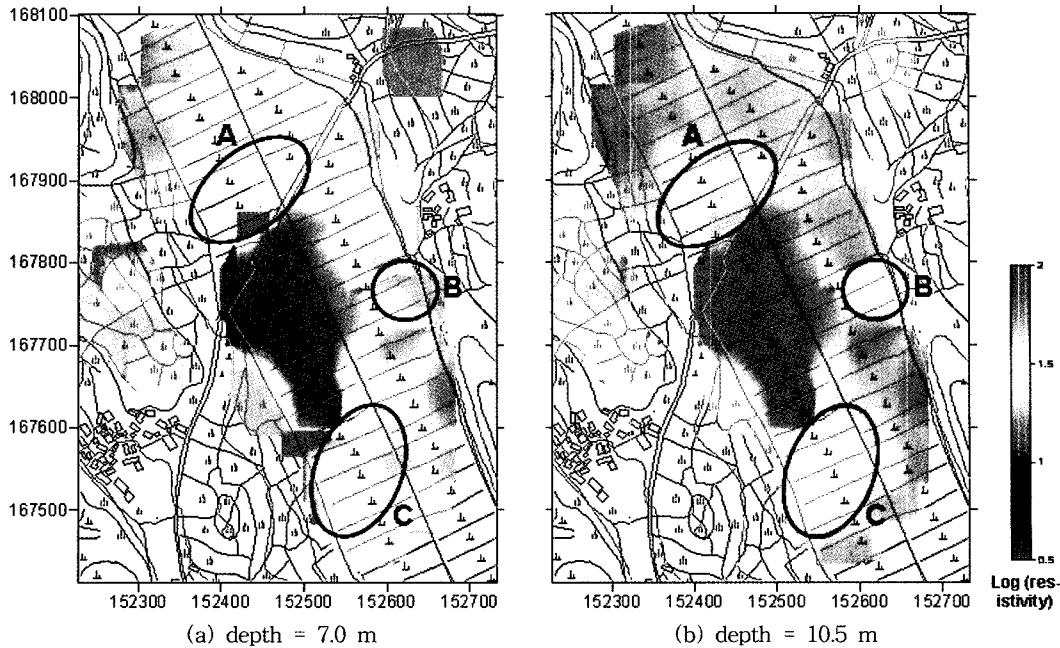 168100
168000
167900
167800
167700
167600
167500
A
B
C
A
B
C
152300 152400 152500 152600 152700
152300 152400 152500 152600 152700
2
1.5
1
0.5
Log (res-
istivity)
(a) depth = 7.0 m
(b) depth = 10.5 m